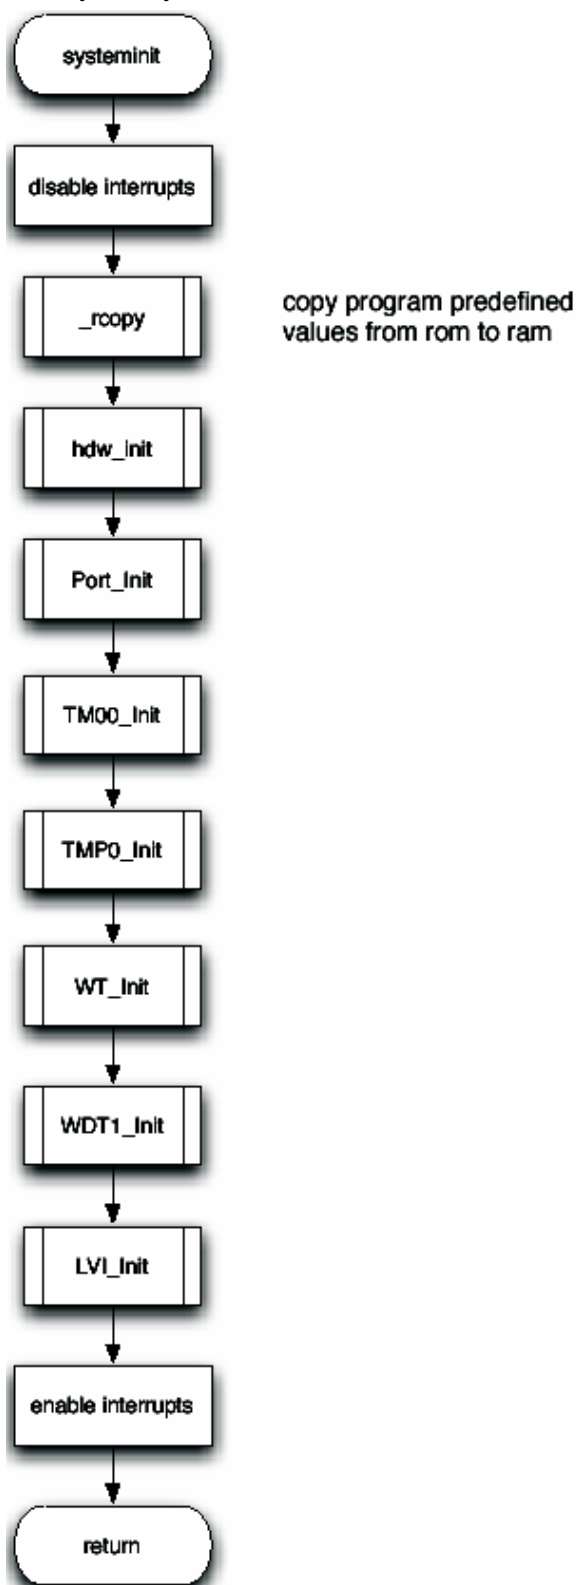 systeminit
disable interrupts
_rcopy
copy program predefined
values from rom to ram
hdw_init
Port_Init
TM00_Init
TMP0_Init
WT_Init
WDT1_Init
LVI_Init
enable interrupts
return